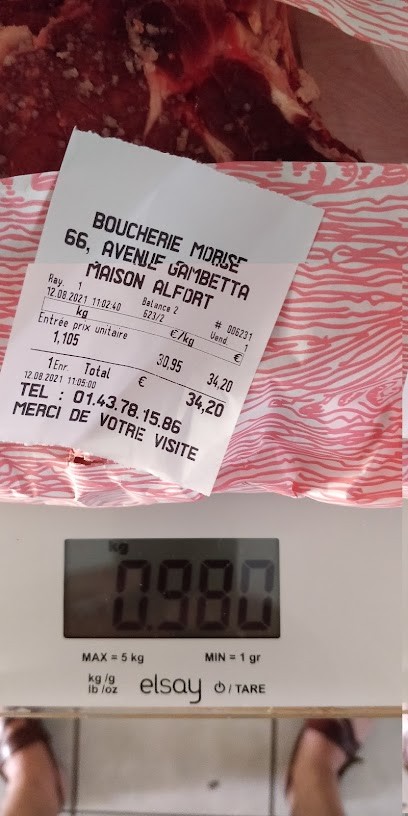 BOUCHERIE MORISE
66, AVENUE GAMBETTA
MAISON ALFORT
Ray. 1 Balance 2 # 006231
12.08.2021 11:02:40 623/2 Vend 1
kg €/kg €
Entrée prix unitaire
1,105 30,95 34,20
1Enr. Total € 34,20
12.08.2021 11:05:00
TEL : 01.43.78.15.86
MERCI DE VOTRE VISITE
kg
0.980
MAX = 5 kg MIN = 1 gr
kg /g
lb /oz
elsay
/ TARE